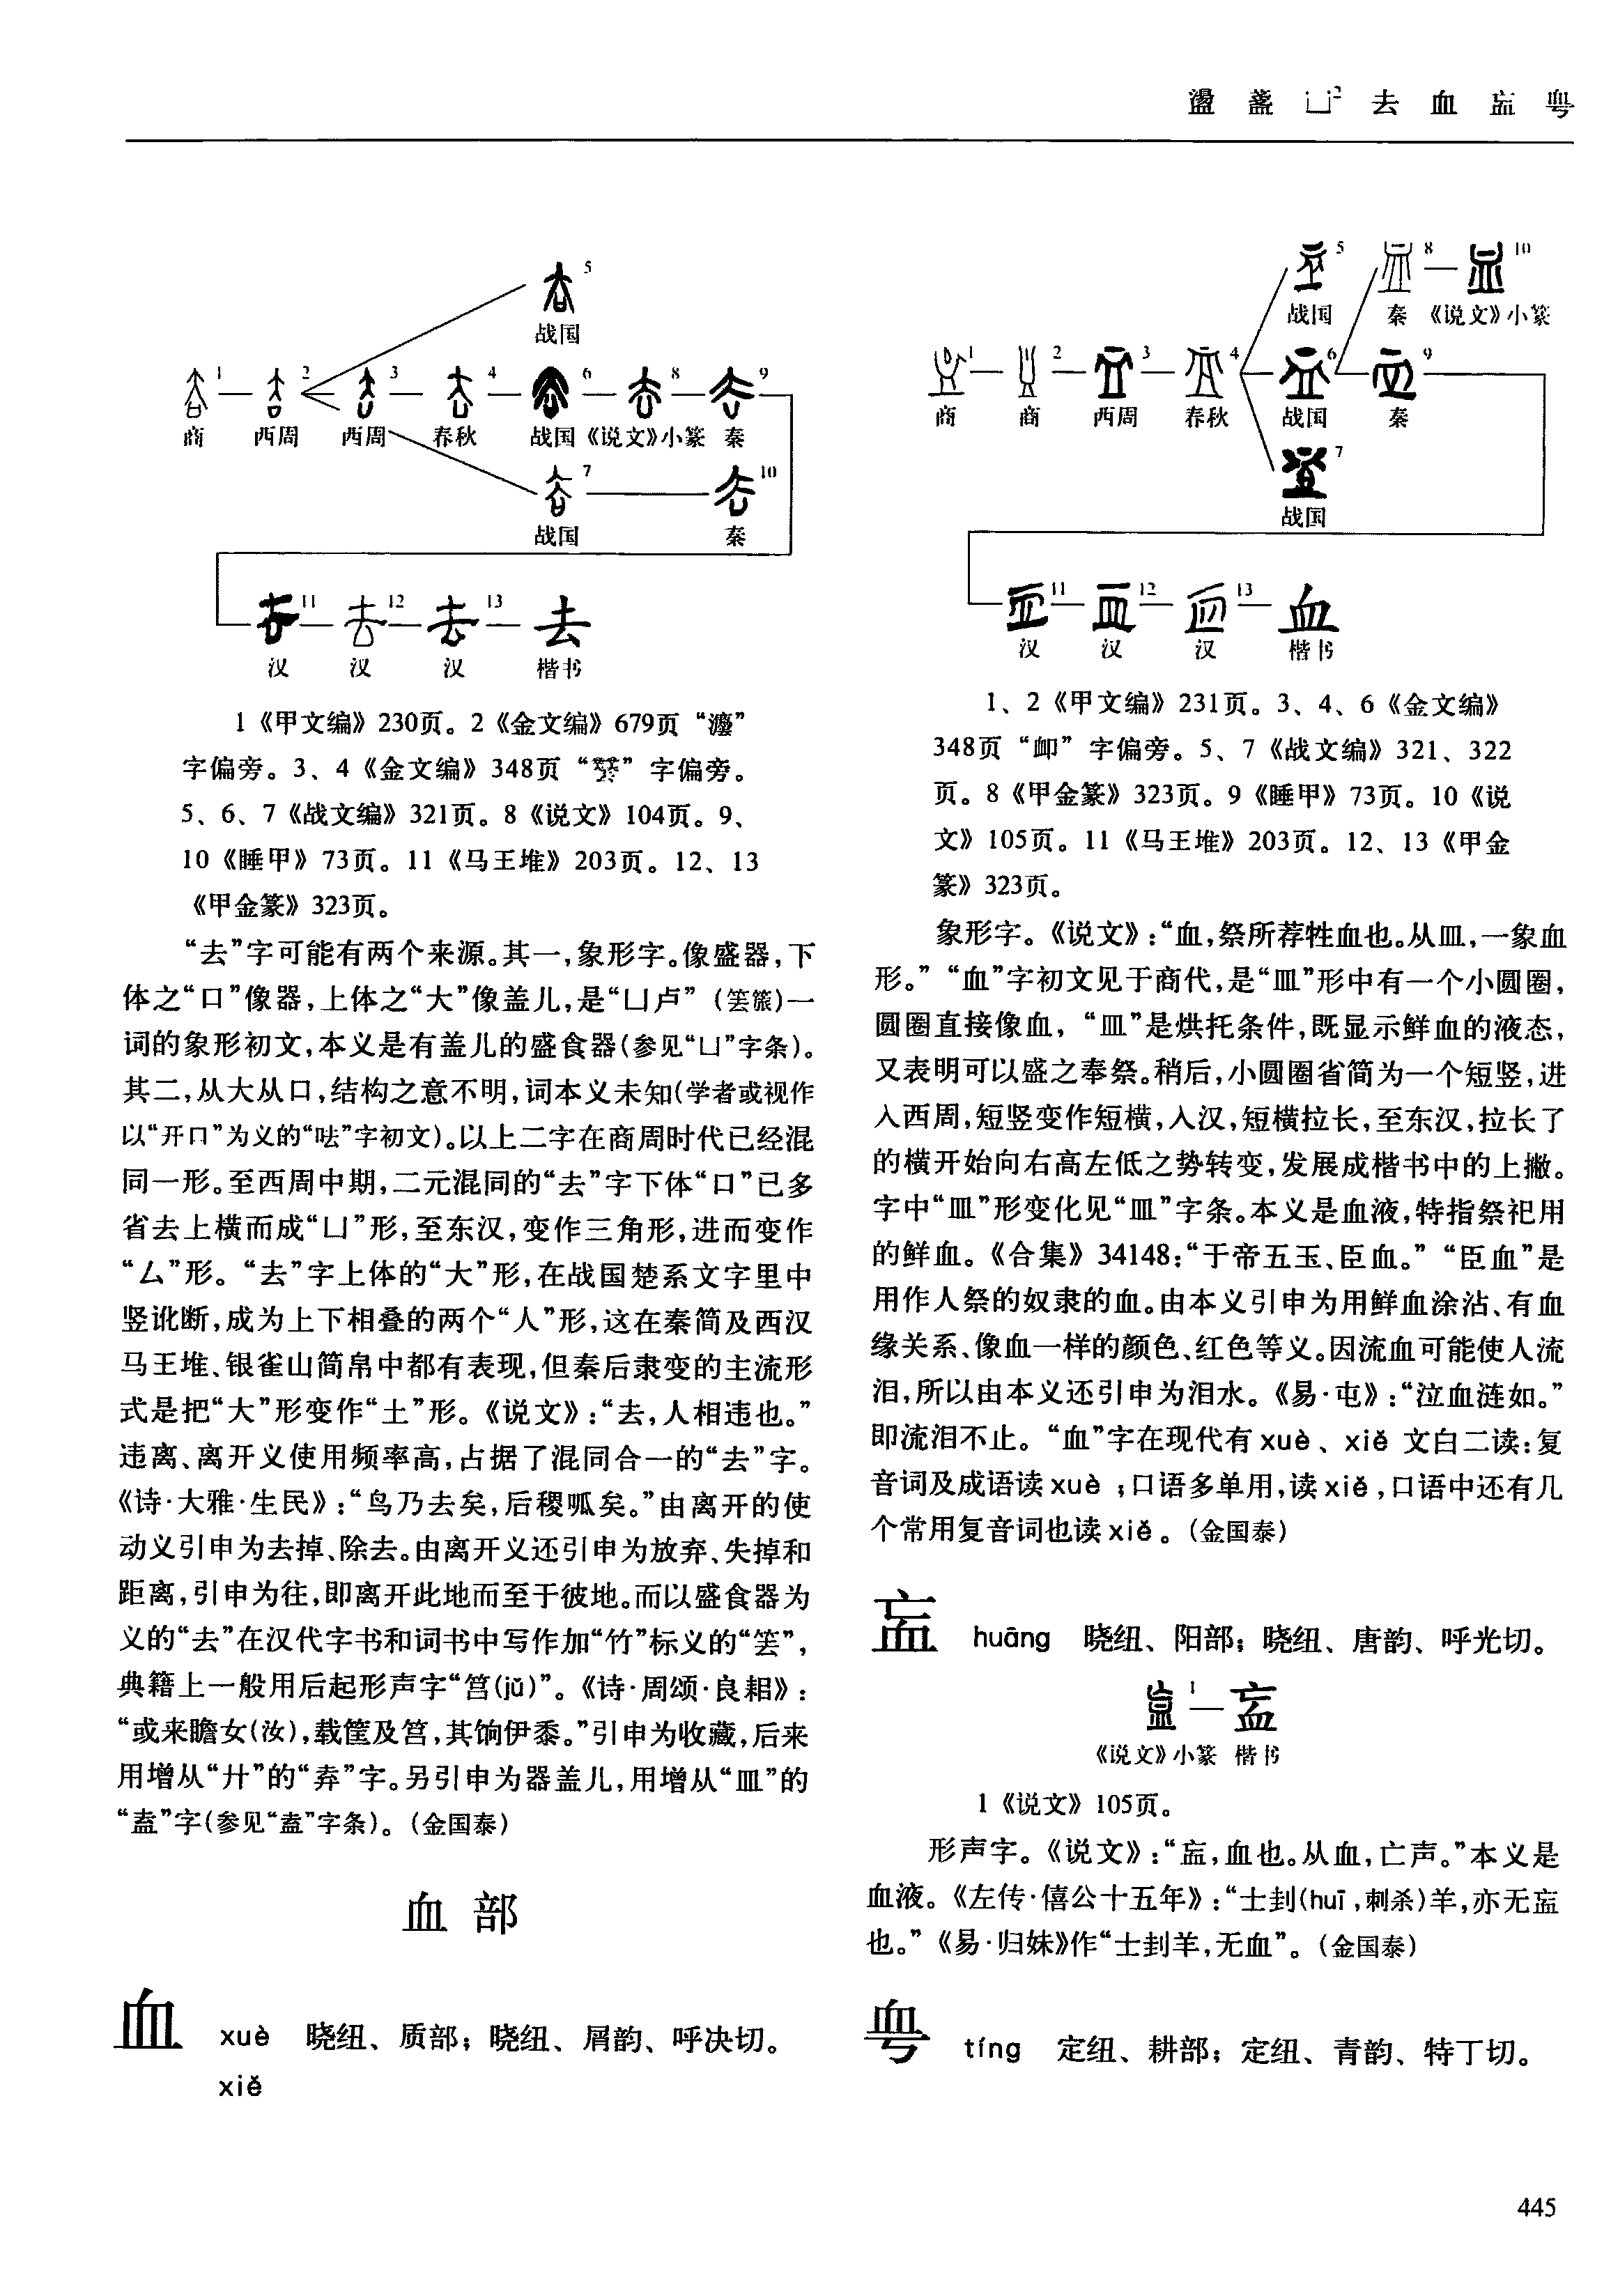 盪 盏 凵² 去 血 衁 甹
5
战国
1 2 3 4 6 8 9
商 西周 西周 春秋 战国 《说文》小篆 秦
7 10
战国 秦
11 12 13 去
汉 汉 汉 楷书
1《甲文编》230页。2《金文编》679页“灋”
字偏旁。3、4《金文编》348页“” 字偏旁。
5、6、7《战文编》321页。8《说文》104页。9、
10《睡甲》73页。11《马王堆》203页。12、13
《甲金篆》323页。
“去”字可能有两个来源。其一,象形字。像盛器,下
体之“口”像器,上体之“大”像盖儿,是“凵卢”(笑簇)一
词的象形初文,本义是有盖儿的盛食器(参见“凵”字条)。
其二,从大从口,结构之意不明,词本义未知(学者或视作
以“开口”为义的“呿”字初文)。以上二字在商周时代已经混
同一形。至西周中期,二元混同的“去”字下体“口”已多
省去上横而成“凵”形,至东汉,变作三角形,进而变作
“厶”形。“去”字上体的“大”形,在战国楚系文字里中
竖讹断,成为上下相叠的两个“人”形,这在秦简及西汉
马王堆、银雀山简帛中都有表现,但秦后隶变的主流形
式是把“大”形变作“土”形。《说文》:“去,人相违也。”
违离、离开义使用频率高,占据了混同合一的“去”字。
《诗·大雅·生民》:“鸟乃去矣,后稷呱矣。”由离开的使
动义引申为去掉、除去。由离开义还引申为放弃、失掉和
距离,引申为往,即离开此地而至于彼地。而以盛食器为
义的“去”在汉代字书和词书中写作加“竹”标义的“筶”,
典籍上一般用后起形声字“筥(jǔ)”。《诗·周颂·良耜》:
“或来瞻女(汝),载筐及筥,其饷伊黍。”引申为收藏,后来
用增从“廾”的“弆”字。另引申为器盖儿,用增从“皿”的
“盍”字(参见“盍”字条)。(金国泰)
血 部
血 xuè 晓纽、质部;晓纽、屑韵、呼决切。
xiě
5 8 10
战国 秦 《说文》小篆
1 2 3 4 6 9
商 商 西周 春秋 战国 秦
7
战国
11 12 13 血
汉 汉 汉 楷书
1、2《甲文编》231页。3、4、6《金文编》
348页“卹”字偏旁。5、7《战文编》321、322
页。8《甲金篆》323页。9《睡甲》73页。10《说
文》105页。11《马王堆》203页。12、13《甲金
篆》323页。
象形字。《说文》:“血,祭所荐牲血也。从皿,一象血
形。”“血”字初文见于商代,是“皿”形中有一个小圆圈,
圆圈直接像血,“皿”是烘托条件,既显示鲜血的液态,
又表明可以盛之奉祭。稍后,小圆圈省简为一个短竖,进
入西周,短竖变作短横,入汉,短横拉长,至东汉,拉长了
的横开始向右高左低之势转变,发展成楷书中的上撇。
字中“皿”形变化见“皿”字条。本义是血液,特指祭祀用
的鲜血。《合集》34148:“于帝五玉、臣血。”“臣血”是
用作人祭的奴隶的血。由本义引申为用鲜血涂沾、有血
缘关系、像血一样的颜色、红色等义。因流血可能使人流
泪,所以由本义还引申为泪水。《易·屯》:“泣血涟如。”
即流泪不止。“血”字在现代有xuè、xiě 文白二读:复
音词及成语读xuè;口语多单用,读xiě,口语中还有几
个常用复音词也读xiě。(金国泰)
衁 huāng 晓纽、阳部;晓纽、唐韵、呼光切。
1 衁
《说文》小篆 楷书
1《说文》105页。
形声字。《说文》:“衁,血也。从血,亡声。”本义是
血液。《左传·僖公十五年》:“士刲(huī,刺杀)羊,亦无衁
也。”《易·归妹》作“士刲羊,无血”。(金国泰)
甹 tíng 定纽、耕部;定纽、青韵、特丁切。
445